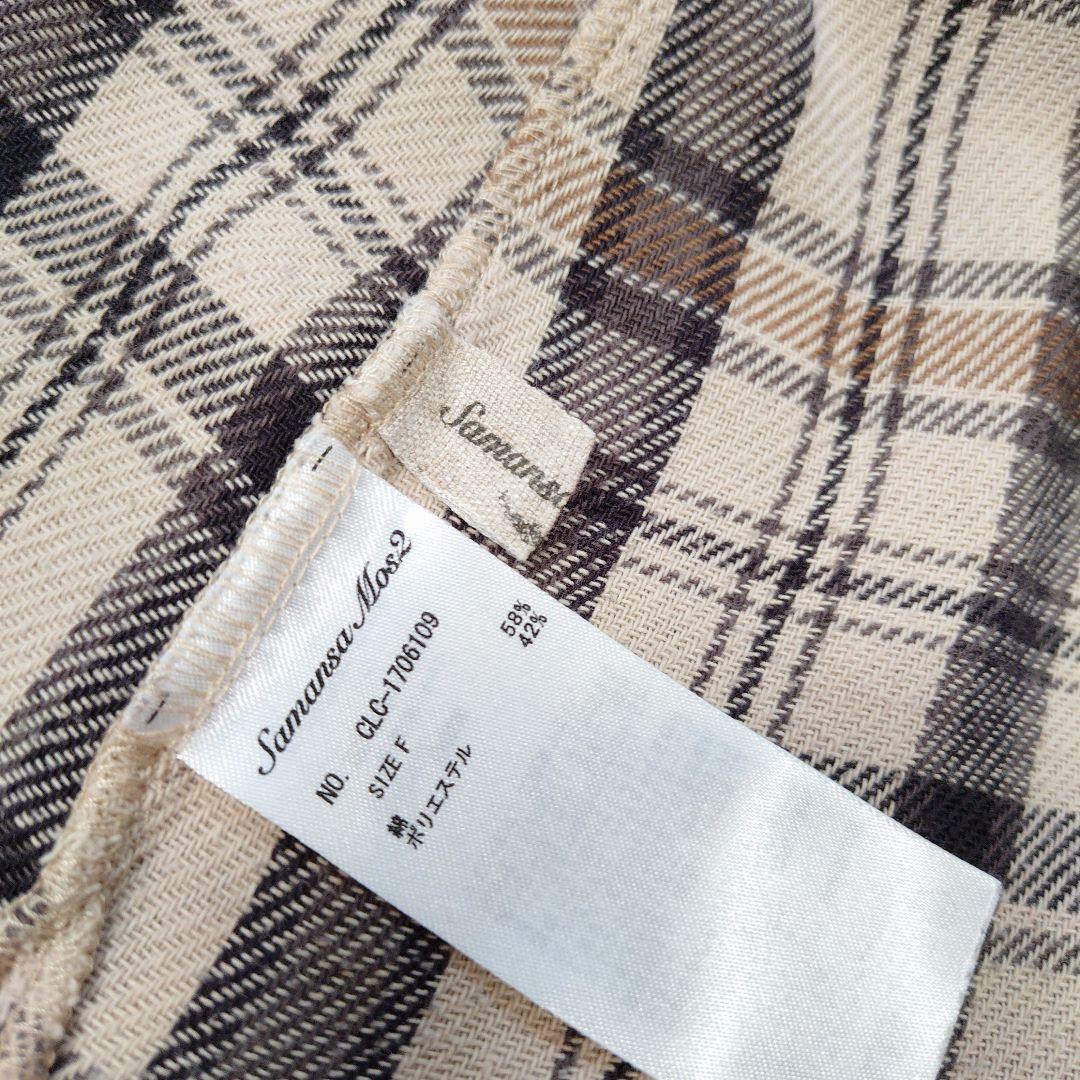 Samansa
Samansa Mos2
NO. CLC-1706109
SIZE F
綿 58%
ポリエステル 42%